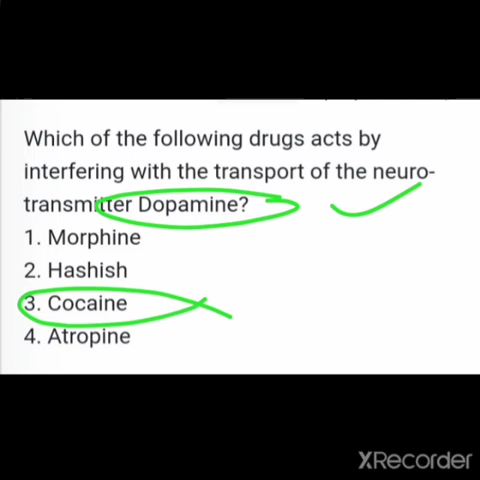 Which of the following drugs acts by
interfering with the transport of the neuro-
transmitter Dopamine?
1. Morphine
2. Hashish
3. Cocaine
4. Atropine
XRecorder